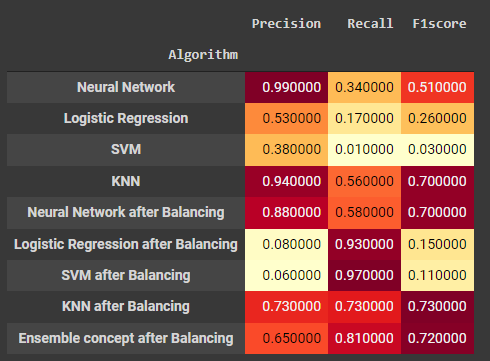 Precision Recall F1score
Algorithm
Neural Network 0.990000 0.340000 0.510000
Logistic Regression 0.530000 0.170000 0.260000
SVM 0.380000 0.010000 0.030000
KNN 0.940000 0.560000 0.700000
Neural Network after Balancing 0.880000 0.580000 0.700000
Logistic Regression after Balancing 0.080000 0.930000 0.150000
SVM after Balancing 0.060000 0.970000 0.110000
KNN after Balancing 0.730000 0.730000 0.730000
Ensemble concept after Balancing 0.650000 0.810000 0.720000